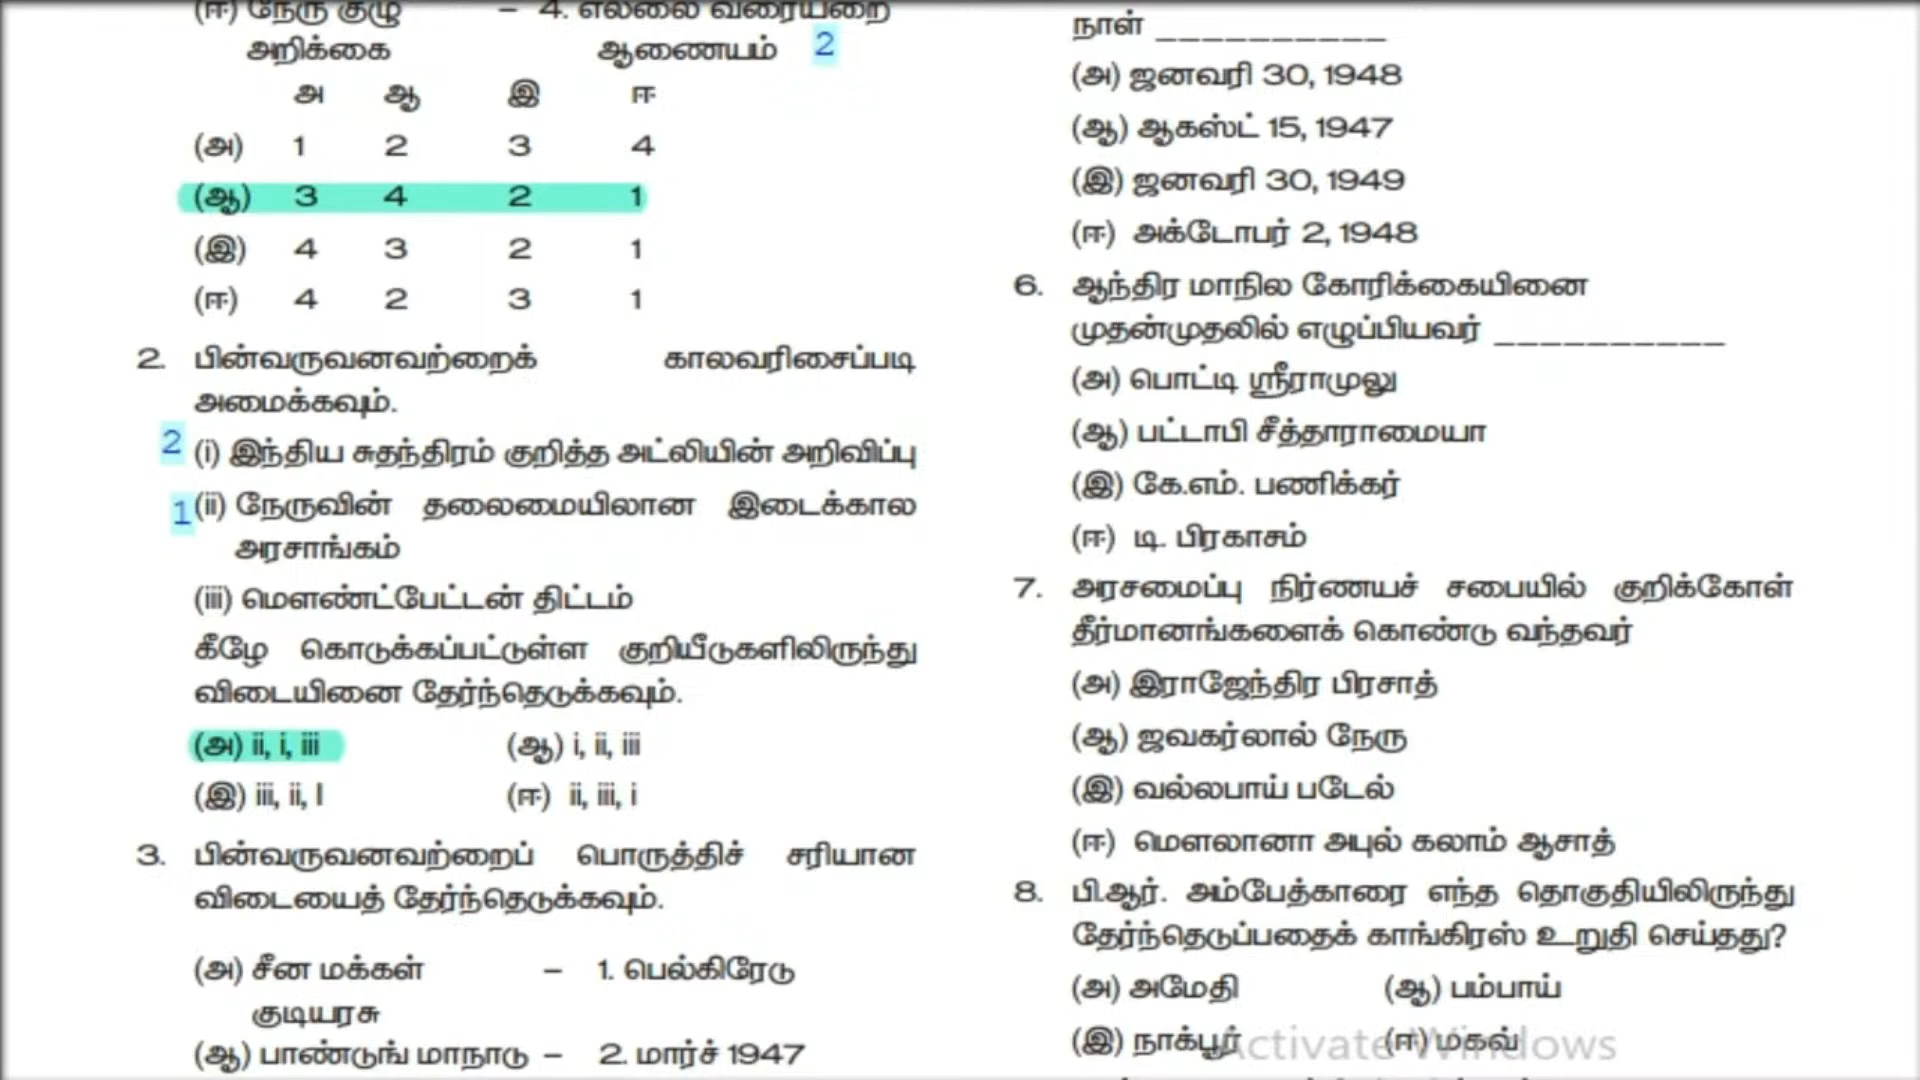 (ஈ) நேரு குழு – 4. எல்லை வரையறை
அறிக்கை ஆணையம் 2
அ ஆ இ ஈ
(அ) 1 2 3 4
(ஆ) 3 4 2 1
(இ) 4 3 2 1
(ஈ) 4 2 3 1
2. பின்வருவனவற்றைக் காலவரிசைப்படி
அமைக்கவும்.
2 (i) இந்திய சுதந்திரம் குறித்த அட்லியின் அறிவிப்பு
1 (ii) நேருவின் தலைமையிலான இடைக்கால
அரசாங்கம்
(iii) மௌண்ட்பேட்டன் திட்டம்
கீழே கொடுக்கப்பட்டுள்ள குறியீடுகளிலிருந்து
விடையினை தேர்ந்தெடுக்கவும்.
(அ) ii, i, iii (ஆ) i, ii, iii
(இ) iii, ii, I (ஈ) ii, iii, i
3. பின்வருவனவற்றைப் பொருத்திச் சரியான
விடையைத் தேர்ந்தெடுக்கவும்.
(அ) சீன மக்கள் – 1. பெல்கிரேடு
குடியரசு
(ஆ) பாண்டுங் மாநாடு – 2. மார்ச் 1947
நாள் __________
(அ) ஜனவரி 30, 1948
(ஆ) ஆகஸ்ட் 15, 1947
(இ) ஜனவரி 30, 1949
(ஈ) அக்டோபர் 2, 1948
6. ஆந்திர மாநில கோரிக்கையினை
முதன்முதலில் எழுப்பியவர் __________
(அ) பொட்டி ஸ்ரீராமுலு
(ஆ) பட்டாபி சீத்தாராமையா
(இ) கே.எம். பணிக்கர்
(ஈ) டி. பிரகாசம்
7. அரசமைப்பு நிர்ணயச் சபையில் குறிக்கோள்
தீர்மானங்களைக் கொண்டு வந்தவர்
(அ) இராஜேந்திர பிரசாத்
(ஆ) ஜவகர்லால் நேரு
(இ) வல்லபாய் படேல்
(ஈ) மௌலானா அபுல் கலாம் ஆசாத்
8. பி.ஆர். அம்பேத்காரை எந்த தொகுதியிலிருந்து
தேர்ந்தெடுப்பதைக் காங்கிரஸ் உறுதி செய்தது?
(அ) அமேதி (ஆ) பம்பாய்
(இ) நாக்பூர் (ஈ) மகவ்
Activate Windows